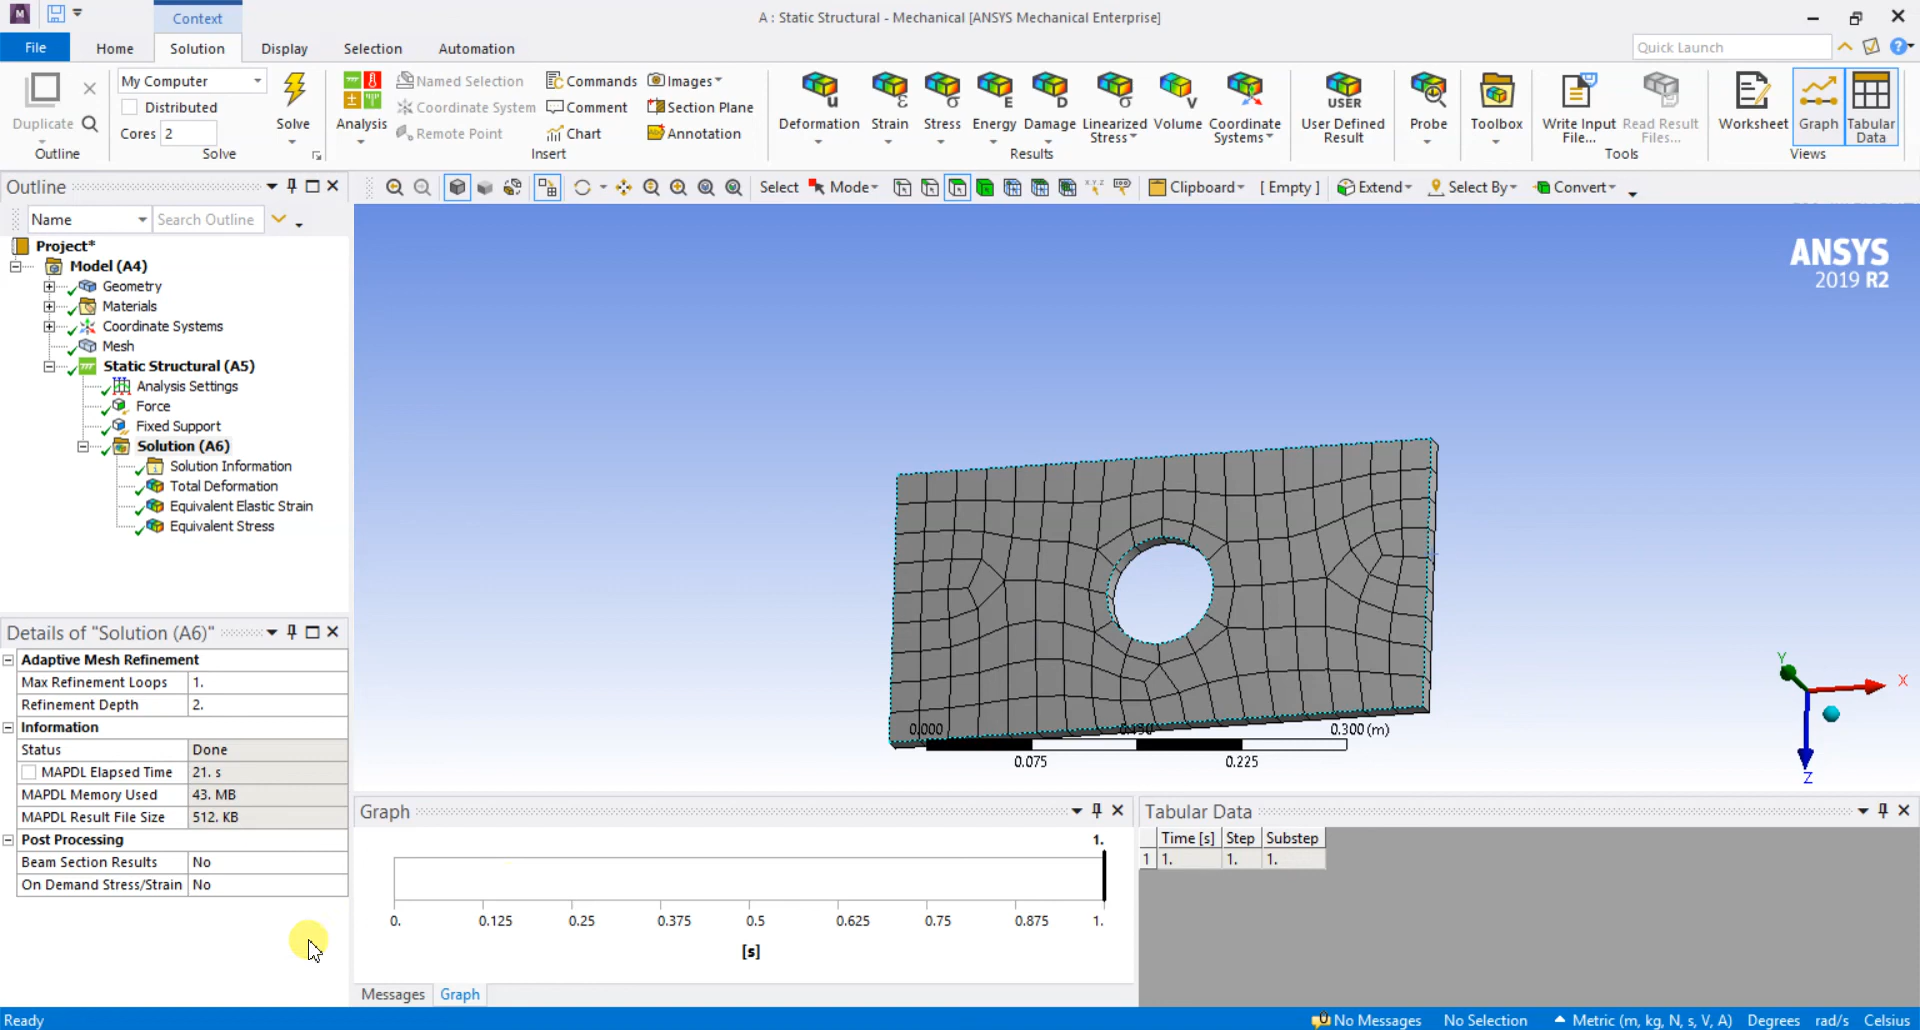 Context
A : Static Structural - Mechanical [ANSYS Mechanical Enterprise]
File
Home
Solution
Display
Selection
Automation
Quick Launch
Duplicate
Outline
My Computer
Distributed
Cores 2
Solve
Solve
Analysis
Named Selection
Coordinate System
Remote Point
Commands
Comment
Chart
Images
Section Plane
Annotation
Insert
Deformation
Strain
Stress
Energy
Damage
Linearized Stress
Volume
Coordinate Systems
Results
USER
User Defined Result
Probe
Toolbox
Write Input File...
Read Result Files...
Tools
Worksheet
Graph
Tabular Data
Views
Outline
Select
Mode
Clipboard
[ Empty ]
Extend
Select By
Convert
Name
Search Outline
Project*
Model (A4)
Geometry
Materials
Coordinate Systems
Mesh
Static Structural (A5)
Analysis Settings
Force
Fixed Support
Solution (A6)
Solution Information
Total Deformation
Equivalent Elastic Strain
Equivalent Stress
ANSYS
2019 R2
Details of "Solution (A6)"
Adaptive Mesh Refinement
Max Refinement Loops 1.
Refinement Depth 2.
Information
Status Done
MAPDL Elapsed Time 21. s
MAPDL Memory Used 43. MB
MAPDL Result File Size 512. KB
Post Processing
Beam Section Results No
On Demand Stress/Strain No
0.000
0.150
0.300 (m)
0.075
0.225
Y
X
Z
Graph
1.
0. 0.125 0.25 0.375 0.5 0.625 0.75 0.875 1.
[s]
Messages
Graph
Tabular Data
Time [s] Step Substep
1 1. 1. 1.
Ready
No Messages
No Selection
Metric (m, kg, N, s, V, A)
Degrees
rad/s
Celsius